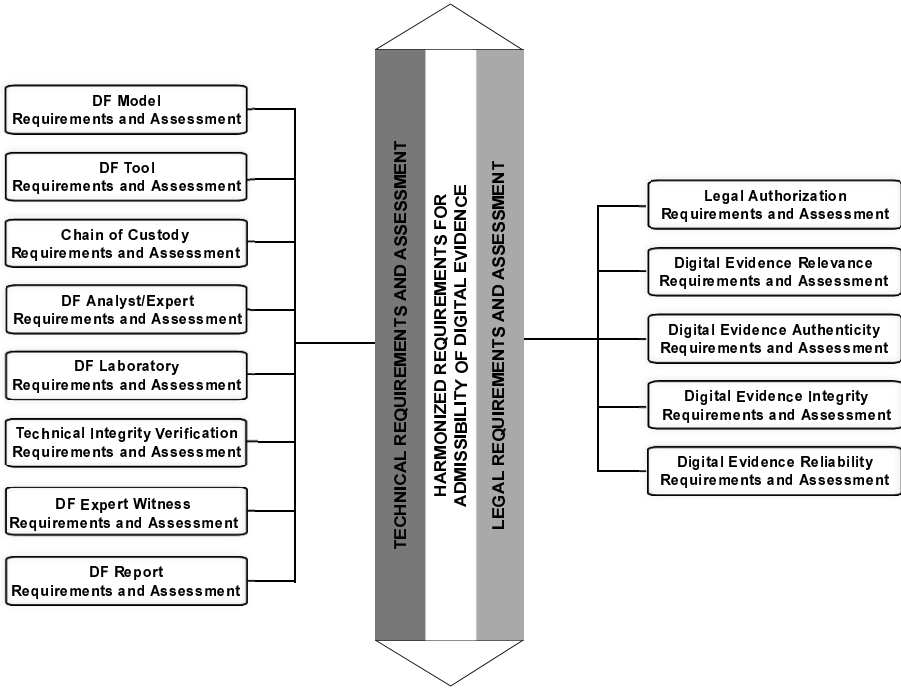 DF Model
Requirements and Assessment
DF Tool
Requirements and Assessment
Chain of Custody
Requirements and Assessment
DF Analyst/Expert
Requirements and Assessment
DF Laboratory
Requirements and Assessment
Technical Integrity Verification
Requirements and Assessment
DF Expert Witness
Requirements and Assessment
DF Report
Requirements and Assessment
TECHNICAL REQUIREMENTS AND ASSESSMENT
HARMONIZED REQUIREMENTS FOR
ADMISSIBILITY OF DIGITAL EVIDENCE
LEGAL REQUIREMENTS AND ASSESSMENT
Legal Authorization
Requirements and Assessment
Digital Evidence Relevance
Requirements and Assessment
Digital Evidence Authenticity
Requirements and Assessment
Digital Evidence Integrity
Requirements and Assessment
Digital Evidence Reliability
Requirements and Assessment